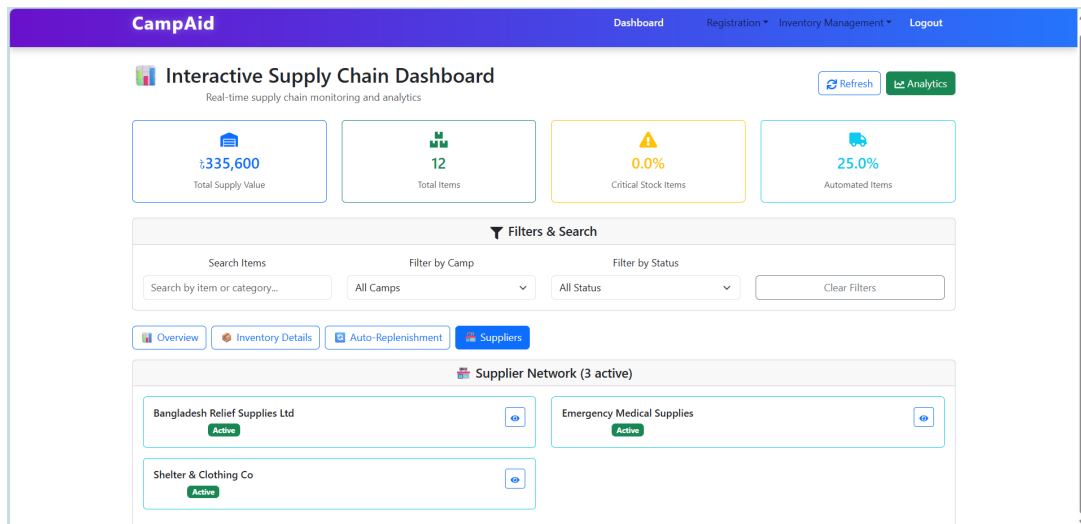 CampAid
Dashboard Registration Inventory Management Logout
Interactive Supply Chain Dashboard
Real-time supply chain monitoring and analytics
Refresh Analytics
৳335,600
Total Supply Value
12
Total Items
0.0%
Critical Stock Items
25.0%
Automated Items
Filters & Search
Search Items
Search by item or category...
Filter by Camp
All Camps
Filter by Status
All Status
Clear Filters
Overview Inventory Details Auto-Replenishment Suppliers
Supplier Network (3 active)
Bangladesh Relief Supplies Ltd
Active
Emergency Medical Supplies
Active
Shelter & Clothing Co
Active